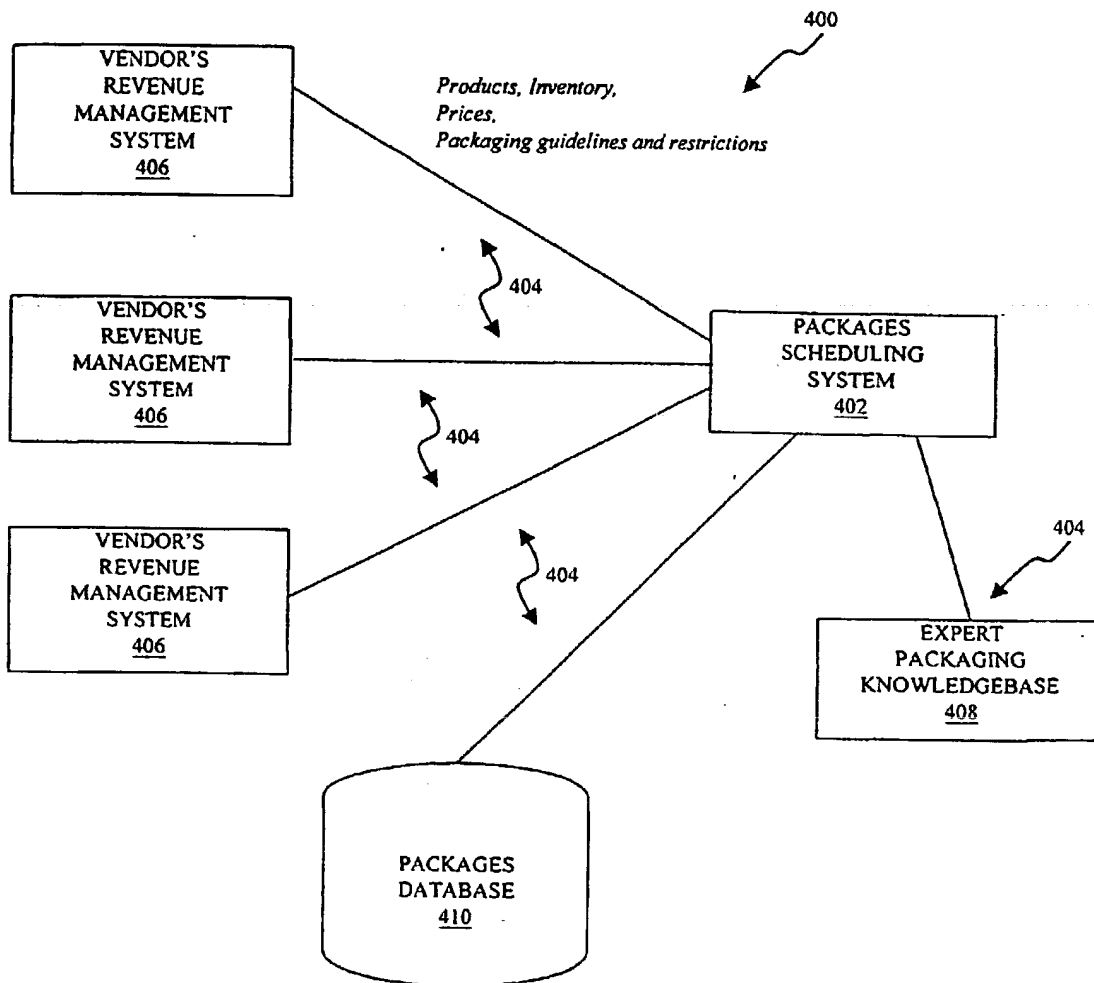 400
VENDOR'S
REVENUE
MANAGEMENT
SYSTEM
406
Products, Inventory,
Prices,
Packaging guidelines and restrictions
404
VENDOR'S
REVENUE
MANAGEMENT
SYSTEM
406
PACKAGES
SCHEDULING
SYSTEM
402
404
VENDOR'S
REVENUE
MANAGEMENT
SYSTEM
406
404
404
EXPERT
PACKAGING
KNOWLEDGEBASE
408
PACKAGES
DATABASE
410